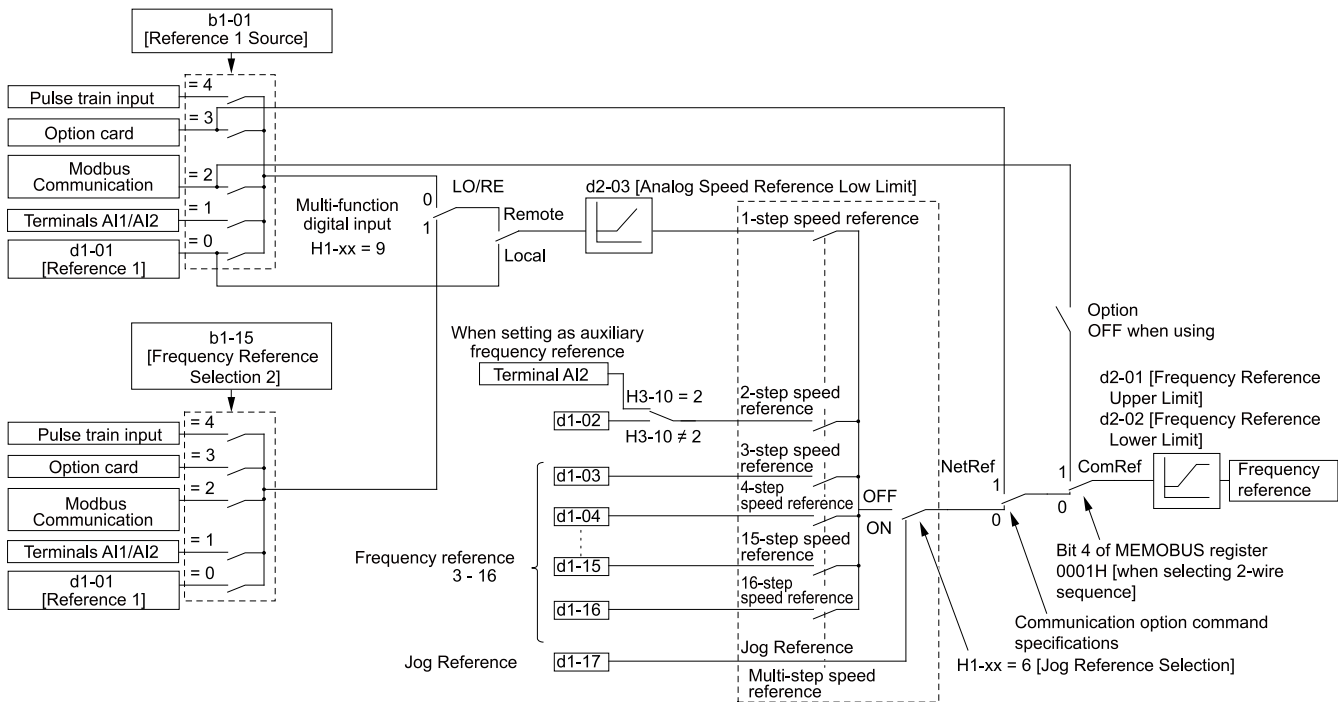 b1-01
[Reference 1 Source]
= 4
Pulse train input
= 3
Option card
Modbus
Communication
= 2
= 1
Terminals AI1/AI2
= 0
d1-01
[Reference 1]
Multi-function
digital input
H1-xx = 9
0
1
LO/RE
Remote
Local
d2-03 [Analog Speed Reference Low Limit]
1-step speed reference
Option
OFF when using
b1-15
[Frequency Reference
Selection 2]
= 4
Pulse train input
= 3
Option card
= 2
Modbus
Communication
= 1
Terminals AI1/AI2
= 0
d1-01
[Reference 1]
When setting as auxiliary
frequency reference
Terminal AI2
H3-10 = 2
d1-02
H3-10 ≠ 2
2-step speed
reference
3-step speed
reference
d1-03
4-step
speed reference
d1-04
15-step speed
reference
d1-15
16-step
speed reference
d1-16
Frequency reference
3 - 16
Jog Reference
d1-17
Jog Reference
Multi-step speed
reference
OFF
ON
NetRef
1
0
1
0
ComRef
d2-01 [Frequency Reference
Upper Limit]
d2-02 [Frequency Reference
Lower Limit]
Frequency
reference
Bit 4 of MEMOBUS register
0001H [when selecting 2-wire
sequence]
Communication option command
specifications
H1-xx = 6 [Jog Reference Selection]